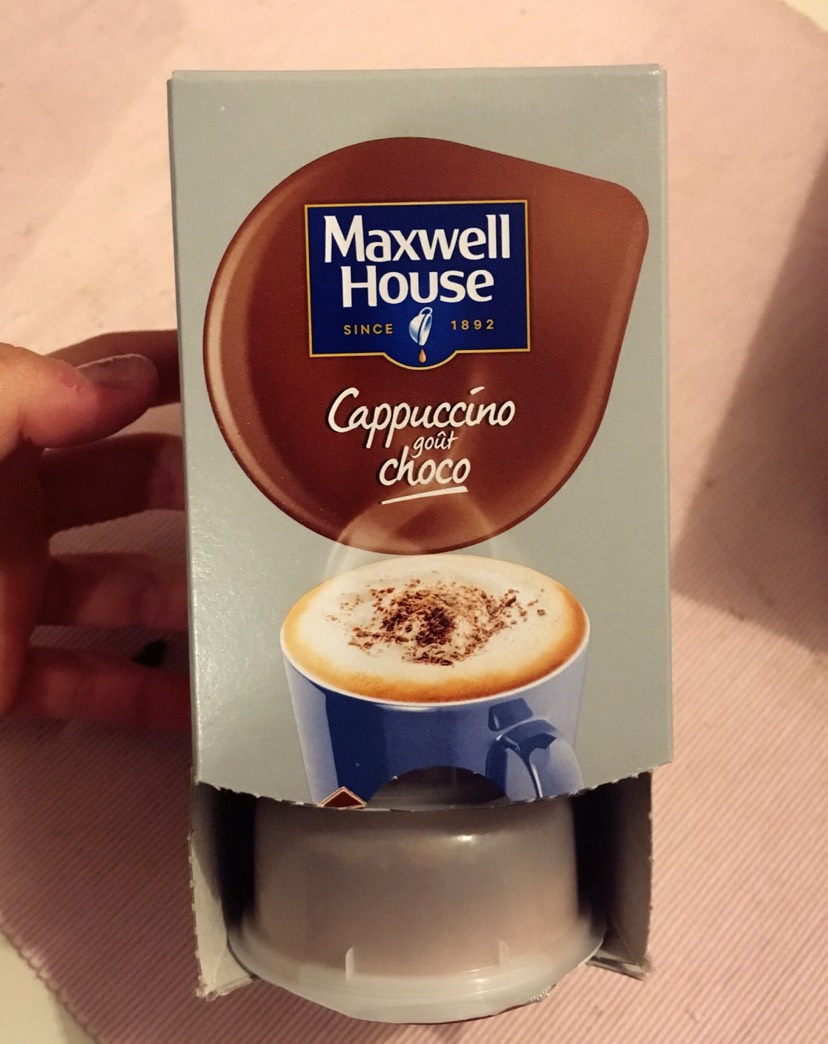 Maxwell
House
SINCE 1892
Cappuccino
goût
choco